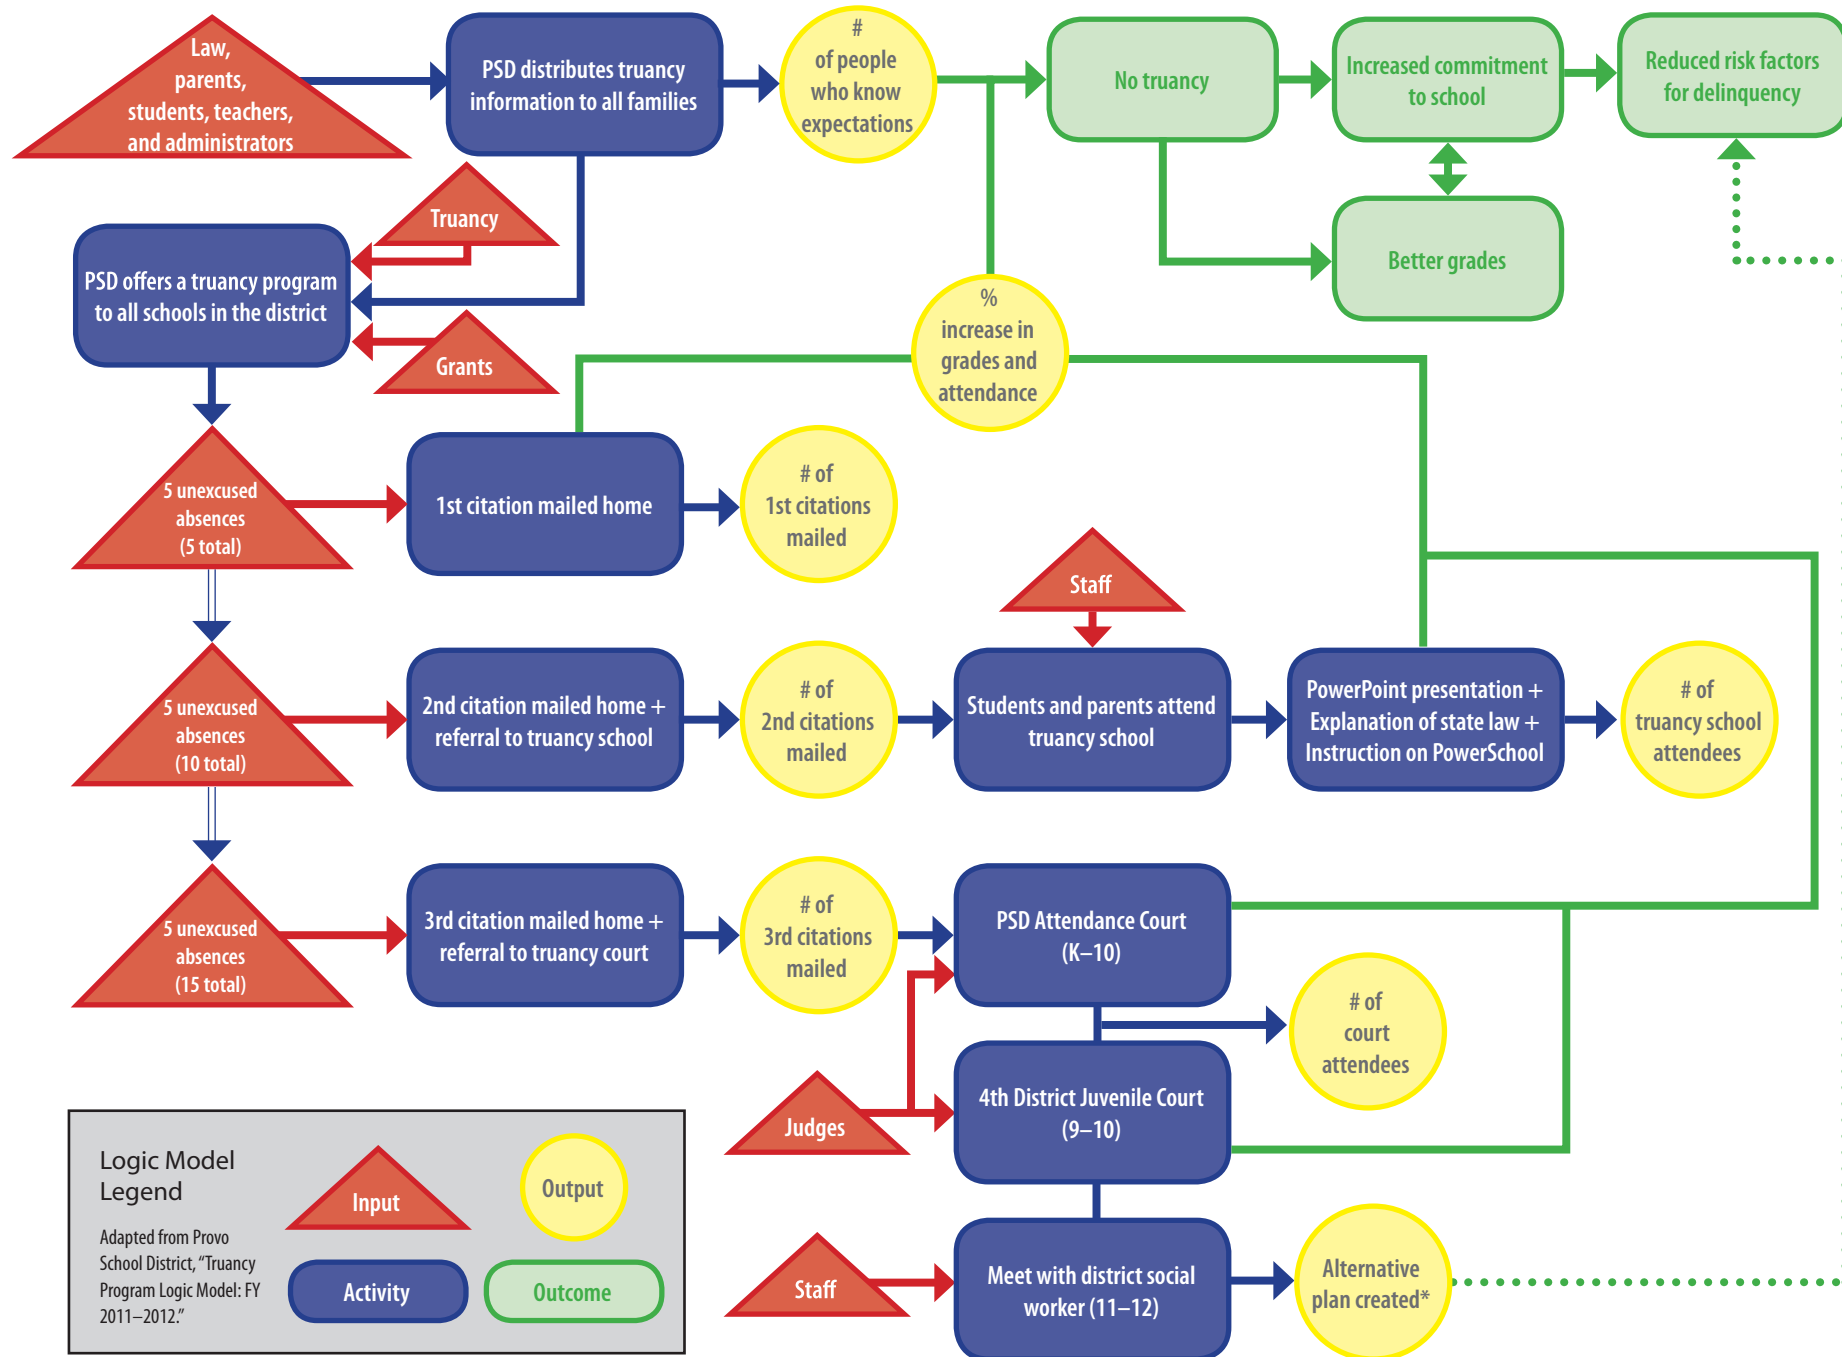 Law,
parents,
students, teachers,
and administrators
PSD distributes truancy
information to all families
#
of people
who know
expectations
No truancy
Increased commitment
to school
Reduced risk factors
for delinquency
Truancy
Better grades
PSD offers a truancy program
to all schools in the district
Grants
%
increase in
grades and
attendance
5 unexcused
absences
(5 total)
1st citation mailed home
# of
1st citations
mailed
Staff
5 unexcused
absences
(10 total)
2nd citation mailed home +
referral to truancy school
# of
2nd citations
mailed
Students and parents attend
truancy school
PowerPoint presentation +
Explanation of state law +
Instruction on PowerSchool
# of
truancy school
attendees
5 unexcused
absences
(15 total)
3rd citation mailed home +
referral to truancy court
# of
3rd citations
mailed
PSD Attendance Court
(K–10)
# of
court
attendees
Judges
4th District Juvenile Court
(9–10)
Staff
Meet with district social
worker (11–12)
Alternative
plan created*
Logic Model
Legend
Adapted from Provo
School District, “Truancy
Program Logic Model: FY
2011–2012.”
Input
Output
Activity
Outcome